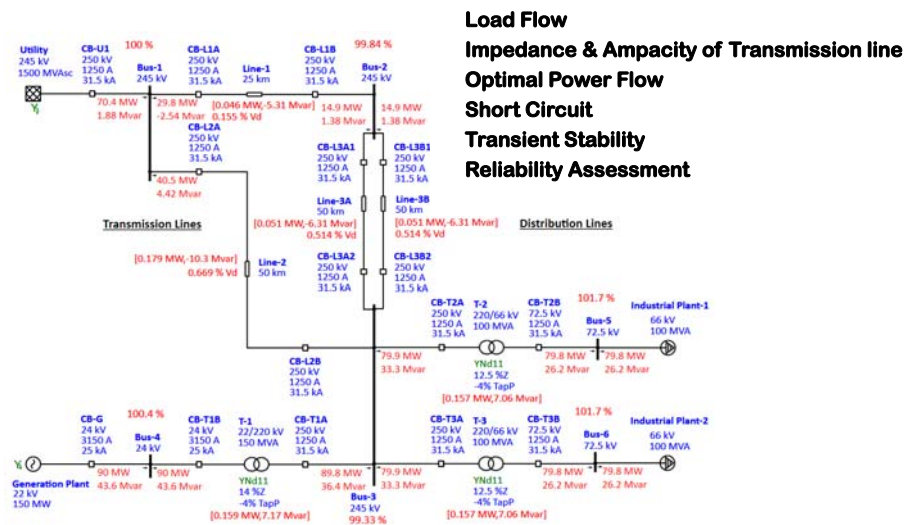 Load Flow
Impedance & Ampacity of Transmission line
Optimal Power Flow
Short Circuit
Transient Stability
Reliability Assessment
Utility
245 kV
1500 MVAsc
CB-U1
250 kV
1250 A
31.5 kA
100 %
Bus-1
245 kV
CB-L1A
250 kV
1250 A
31.5 kA
Line-1
25 km
CB-L1B
250 kV
1250 A
31.5 kA
99.84 %
Bus-2
245 kV
70.4 MW
1.88 Mvar
29.8 MW
-2.54 Mvar
[0.046 MW,-5.31 Mvar]
0.155 % Vd
14.9 MW
1.38 Mvar
14.9 MW
1.38 Mvar
CB-L2A
250 kV
1250 A
31.5 kA
40.5 MW
4.42 Mvar
CB-L3A1
250 kV
1250 A
31.5 kA
CB-L3B1
250 kV
1250 A
31.5 kA
Line-3A
50 km
[0.051 MW,-6.31 Mvar]
0.514 % Vd
Line-3B
50 km
[0.051 MW,-6.31 Mvar]
0.514 % Vd
Transmission Lines
Distribution Lines
[0.179 MW,-10.3 Mvar]
0.669 % Vd
Line-2
50 km
CB-L3A2
250 kV
1250 A
31.5 kA
CB-L3B2
250 kV
1250 A
31.5 kA
CB-T2A
250 kV
1250 A
31.5 kA
T-2
220/66 kV
100 MVA
CB-T2B
72.5 kV
1250 A
31.5 kA
101.7 %
Bus-5
72.5 kV
Industrial Plant-1
66 kV
100 MVA
CB-L2B
250 kV
1250 A
31.5 kA
79.9 MW
33.3 Mvar
YNd11
12.5 %Z
-4% TapP
[0.157 MW,7.06 Mvar]
79.8 MW
26.2 Mvar
79.8 MW
26.2 Mvar
CB-G
24 kV
3150 A
25 kA
100.4 %
Bus-4
24 kV
CB-T1B
24 kV
3150 A
25 kA
T-1
22/220 kV
150 MVA
CB-T1A
250 kV
1250 A
31.5 kA
CB-T3A
250 kV
1250 A
31.5 kA
T-3
220/66 kV
100 MVA
CB-T3B
72.5 kV
1250 A
31.5 kA
101.7 %
Bus-6
72.5 kV
Industrial Plant-2
66 kV
100 MVA
Generation Plant
22 kV
150 MW
90 MW
43.6 Mvar
90 MW
43.6 Mvar
YNd11
14 %Z
-4% TapP
[0.159 MW,7.17 Mvar]
89.8 MW
36.4 Mvar
Bus-3
245 kV
99.33 %
79.9 MW
33.3 Mvar
YNd11
12.5 %Z
-4% TapP
[0.157 MW,7.06 Mvar]
79.8 MW
26.2 Mvar
79.8 MW
26.2 Mvar